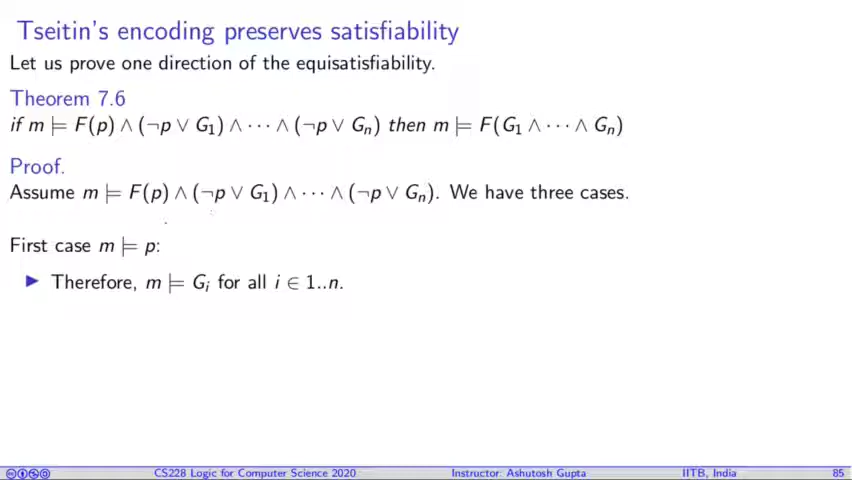 Tseitin's encoding preserves satisfiability
Let us prove one direction of the equisatisfiability.
Theorem 7.6
if m ⊨ F(p) ∧ (¬p ∨ G₁) ∧ ··· ∧ (¬p ∨ Gₙ) then m ⊨ F(G₁ ∧ ··· ∧ Gₙ)
Proof.
Assume m ⊨ F(p) ∧ (¬p ∨ G₁) ∧ ··· ∧ (¬p ∨ Gₙ). We have three cases.
First case m ⊨ p:
▶ Therefore, m ⊨ Gᵢ for all i ∈ 1..n.
CS228 Logic for Computer Science 2020 Instructor: Ashutosh Gupta IITB, India 85